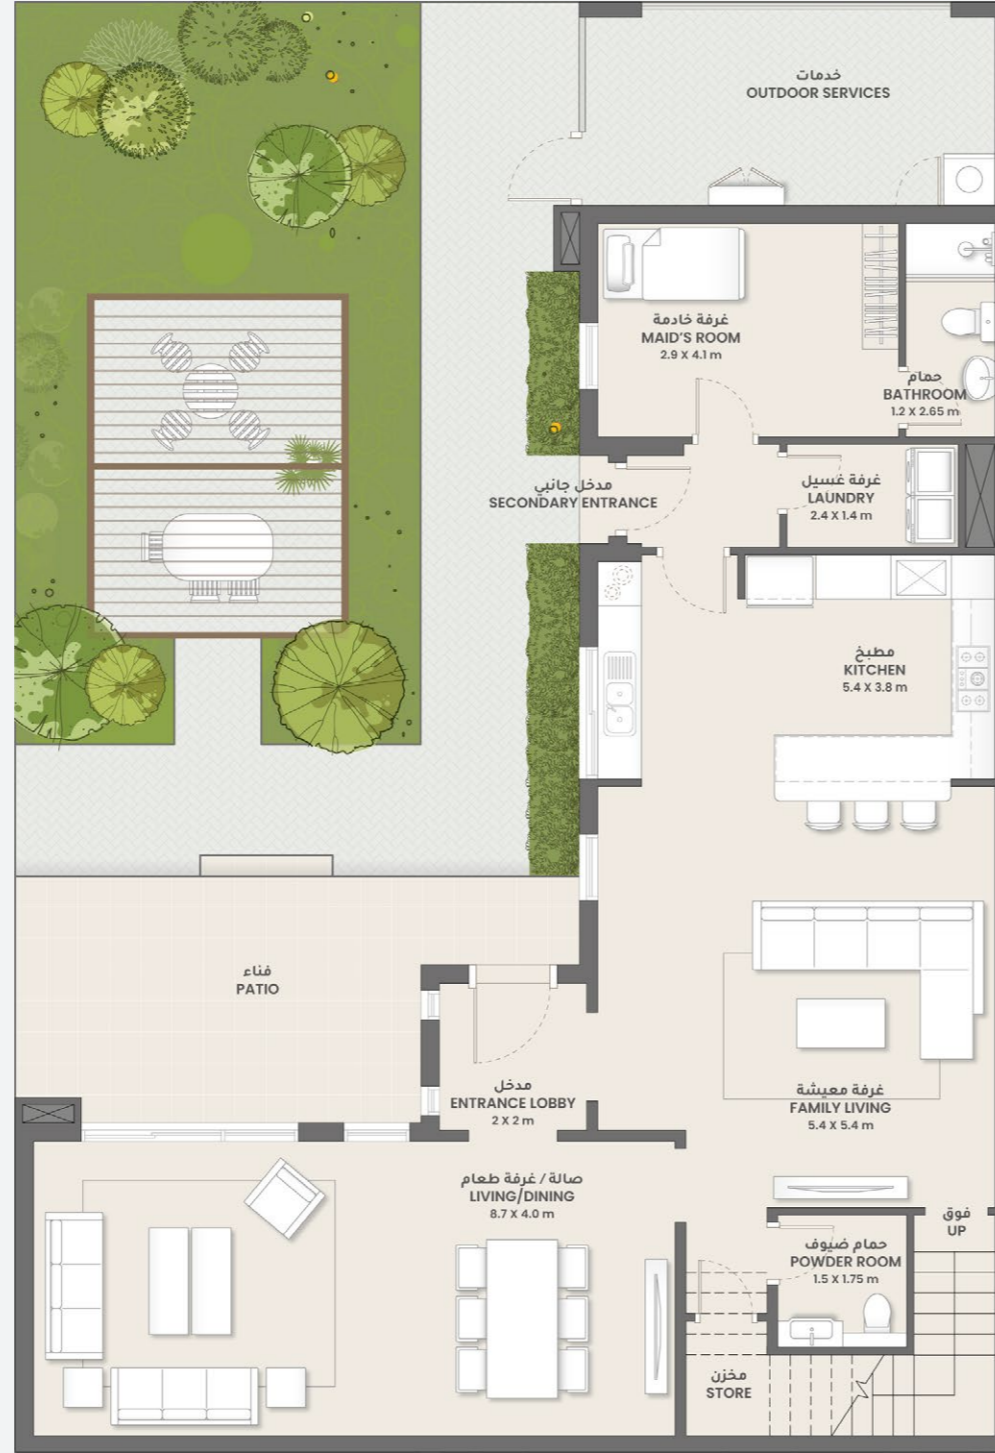 خدمات
OUTDOOR SERVICES
غرفة خادمة
MAID'S ROOM
2.9 X 4.1 m
حمام
BATHROOM
1.2 X 2.65 m
مدخل جانبي
SECONDARY ENTRANCE
غرفة غسيل
LAUNDRY
2.4 X 1.4 m
مطبخ
KITCHEN
5.4 X 3.8 m
فناء
PATIO
مدخل
ENTRANCE LOBBY
2 X 2 m
غرفة معيشة
FAMILY LIVING
5.4 X 5.4 m
صالة / غرفة طعام
LIVING/DINING
8.7 X 4.0 m
فوق
UP
حمام ضيوف
POWDER ROOM
1.5 X 1.75 m
مخزن
STORE